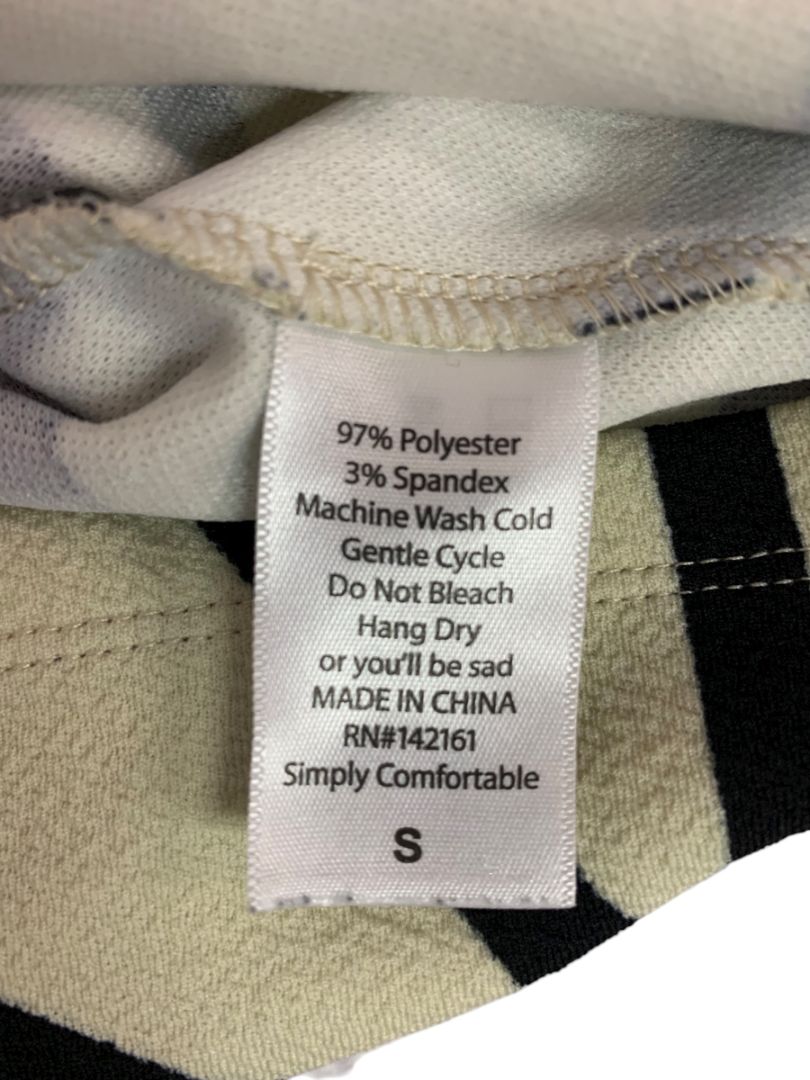 97% Polyester
3% Spandex
Machine Wash Cold
Gentle Cycle
Do Not Bleach
Hang Dry
or you'll be sad
MADE IN CHINA
RN#142161
Simply Comfortable
S